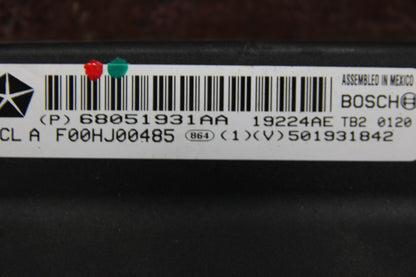 ASSEMBLED IN MEXICO
BOSCH
(P) 68051931AA 19224AE TB2 0120
CL A F00HJ00485 864 (1)(V)501931842